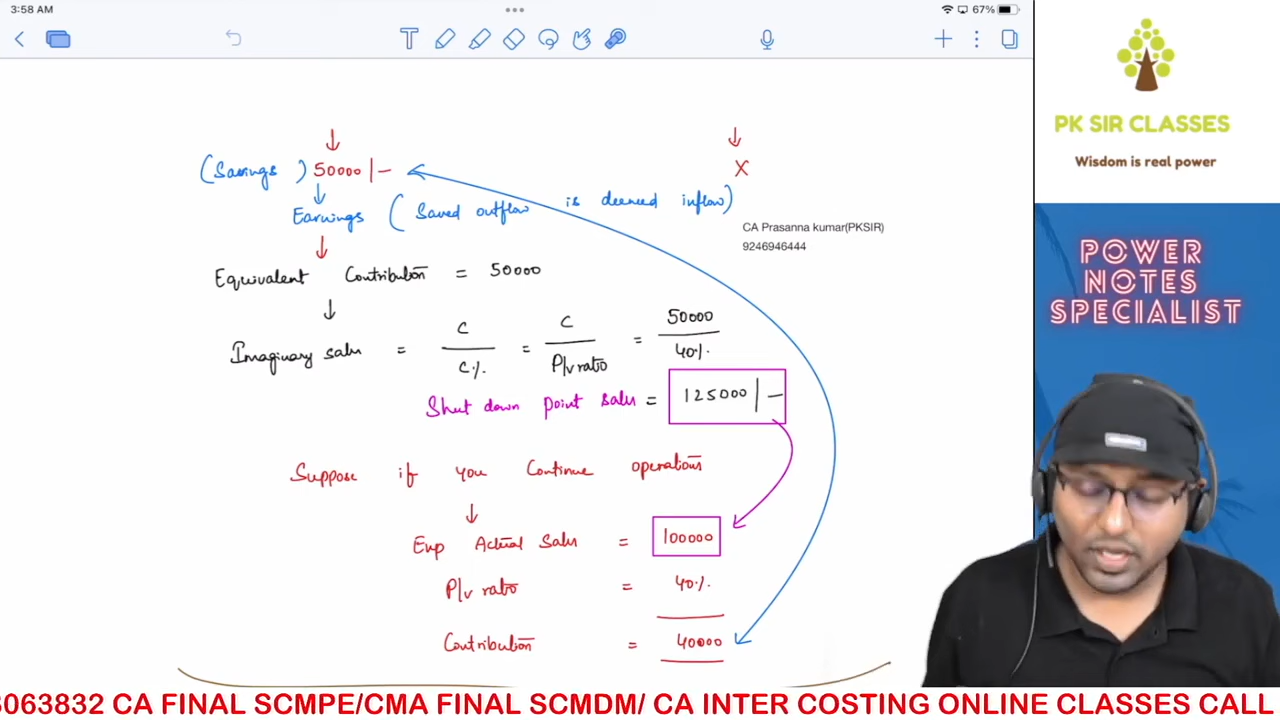 3:58 AM
67%
(Savings) 50000/- X
Earnings (Saved outflow is deemed inflow)
CA Prasanna kumar(PKSIR)
9246946444
Equivalent Contribution = 50000
Imaginary sales = C / C% = C / P/v ratio = 50000 / 40%
Shut down point sales = 125000/-
Suppose if you Continue operations
Exp Actual Sales = 100000
P/v ratio = 40%
Contribution = 40000
PK SIR CLASSES
Wisdom is real power
POWER
NOTES
SPECIALIST
063832 CA FINAL SCMPE/CMA FINAL SCMDM/ CA INTER COSTING ONLINE CLASSES CALL